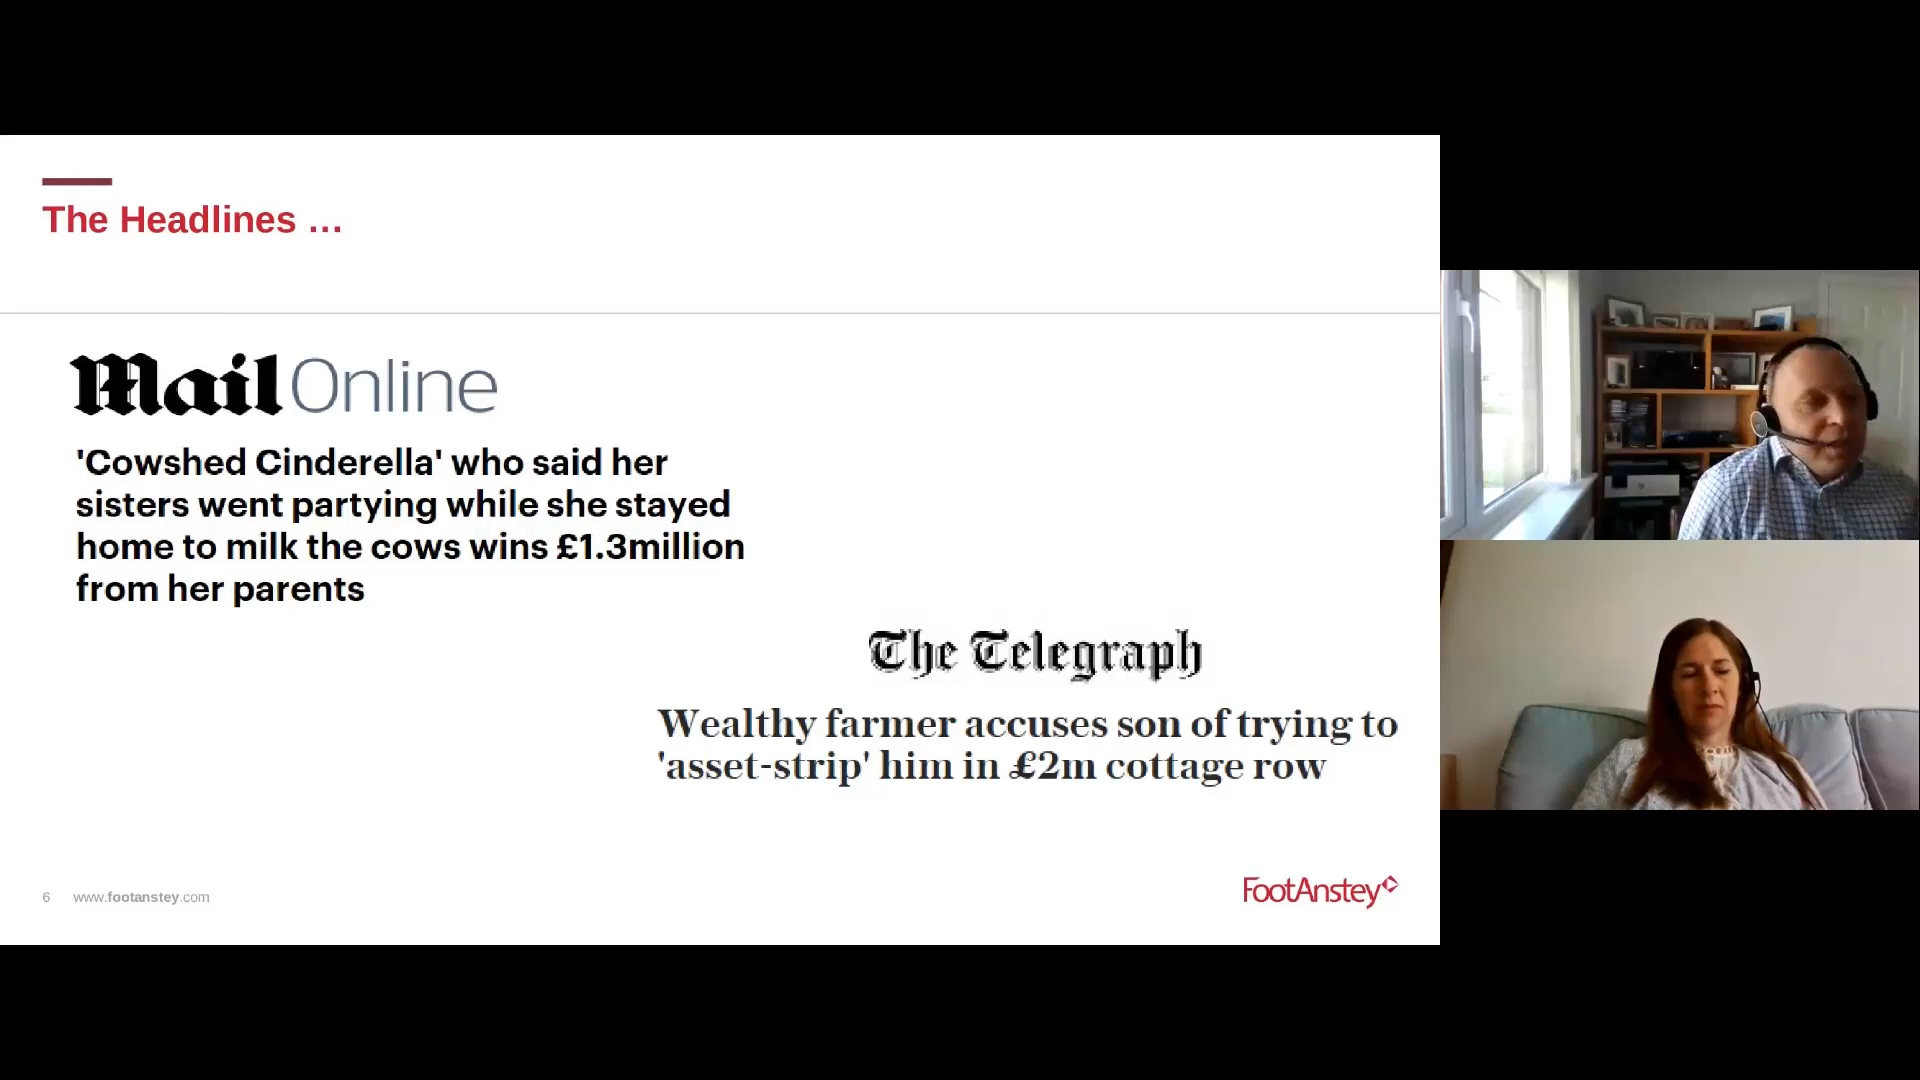 The Headlines …
Mail Online
'Cowshed Cinderella' who said her
sisters went partying while she stayed
home to milk the cows wins £1.3million
from her parents
The Telegraph
Wealthy farmer accuses son of trying to
'asset-strip' him in £2m cottage row
6 www.footanstey.com
FootAnstey